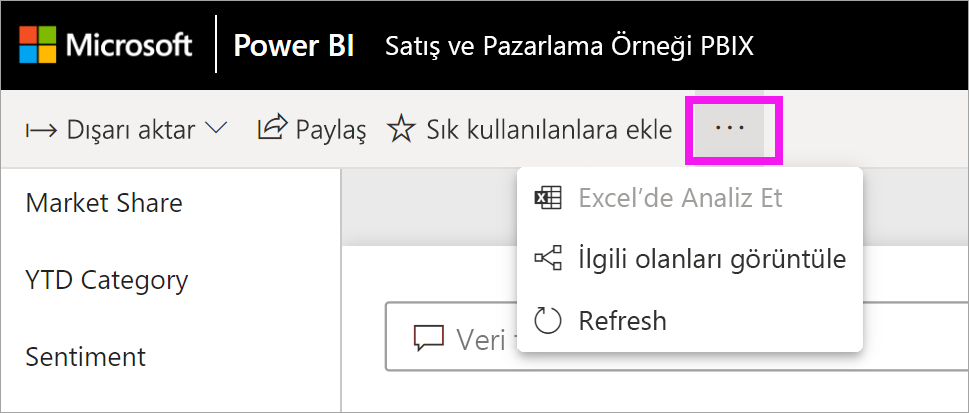 Microsoft Power BI Satış ve Pazarlama Örneği PBIX
Dışarı aktar Paylaş Sık kullanılanlara ekle ...
Market Share
YTD Category
Sentiment
Excel'de Analiz Et
İlgili olanları görüntüle
Refresh
Veri